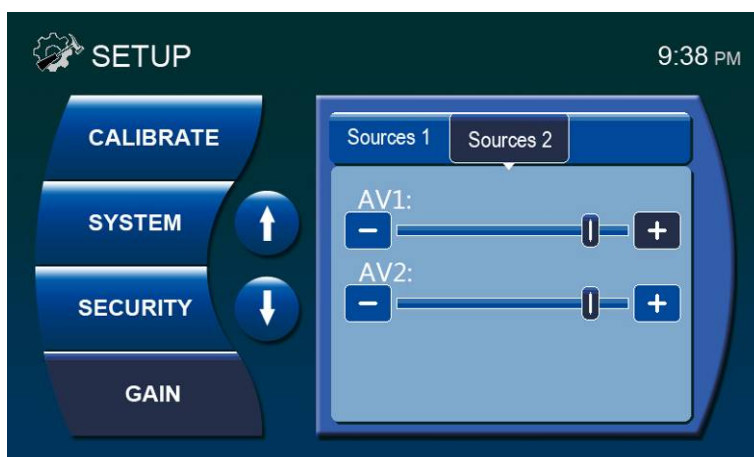 SETUP
9:38 PM
CALIBRATE
SYSTEM
SECURITY
GAIN
Sources 1
Sources 2
AV1:
− +
AV2:
− +